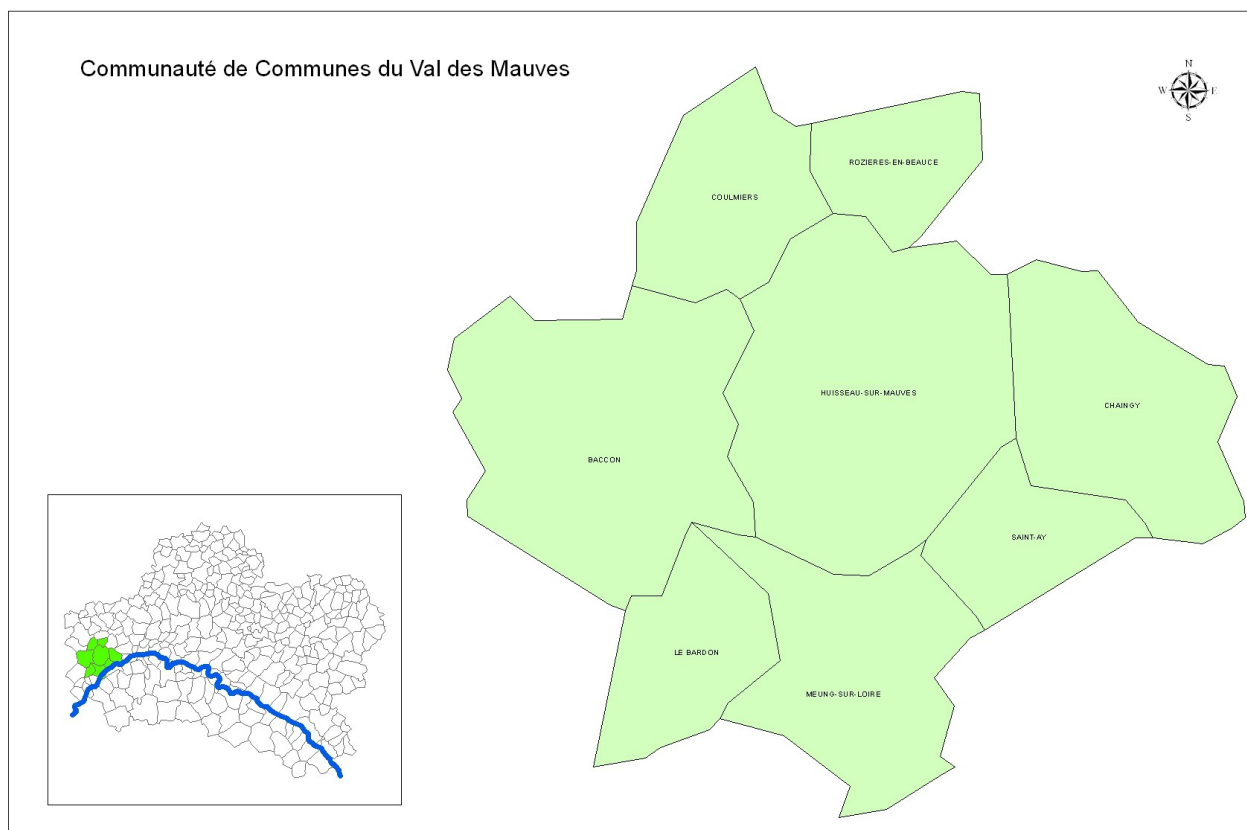 Communauté de Communes du Val des Mauves
N
W E
S
ROZIERES-EN-BEAUCE
COULMIERS
HUISSEAU-SUR-MAUVES
CHAINGY
BACCON
SAINT-AY
LE BARDON
MEUNG-SUR-LOIRE